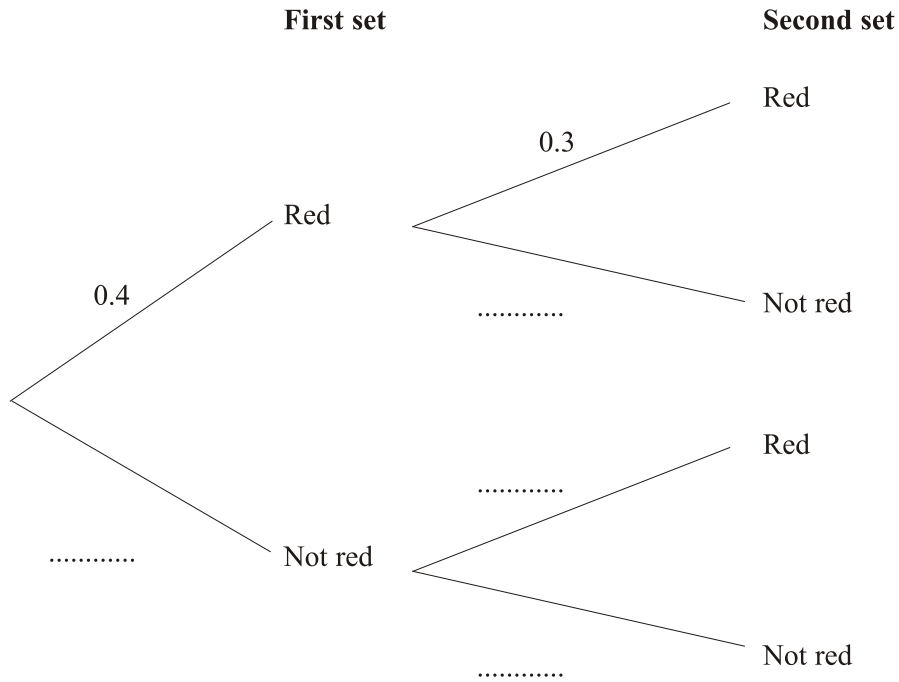 First set Second set
Red
0.3
Red
0.4
Not red
............
Red
............
Not red
............
Not red
............